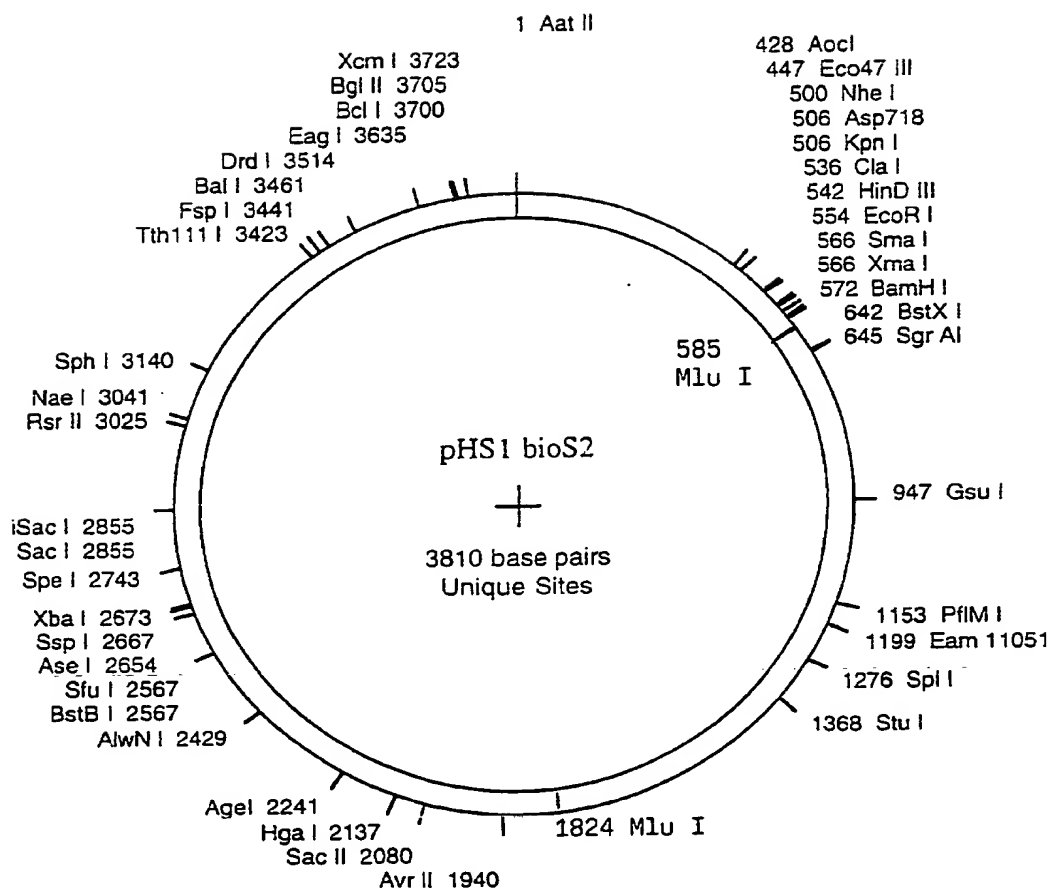 1 Aat II
428 AocI
447 Eco47 III
500 Nhe I
506 Asp718
506 Kpn I
536 Cla I
542 HinD III
554 EcoR I
566 Sma I
566 Xma I
572 BamH I
642 BstX I
645 Sgr AI
585
Mlu I
947 Gsu I
1153 PflM I
1199 Eam 11051
1276 Spl I
1368 Stu I
1824 Mlu I
Avr II 1940
Sac II 2080
Hga I 2137
AgeI 2241
AlwN I 2429
BstB I 2567
Sfu I 2567
Ase I 2654
Ssp I 2667
Xba I 2673
Spe I 2743
Sac I 2855
iSac I 2855
Rsr II 3025
Nae I 3041
Sph I 3140
Tth111 I 3423
Fsp I 3441
Bal I 3461
Drd I 3514
Eag I 3635
Bcl I 3700
Bgl II 3705
Xcm I 3723
pHS1 bioS2
3810 base pairs
Unique Sites